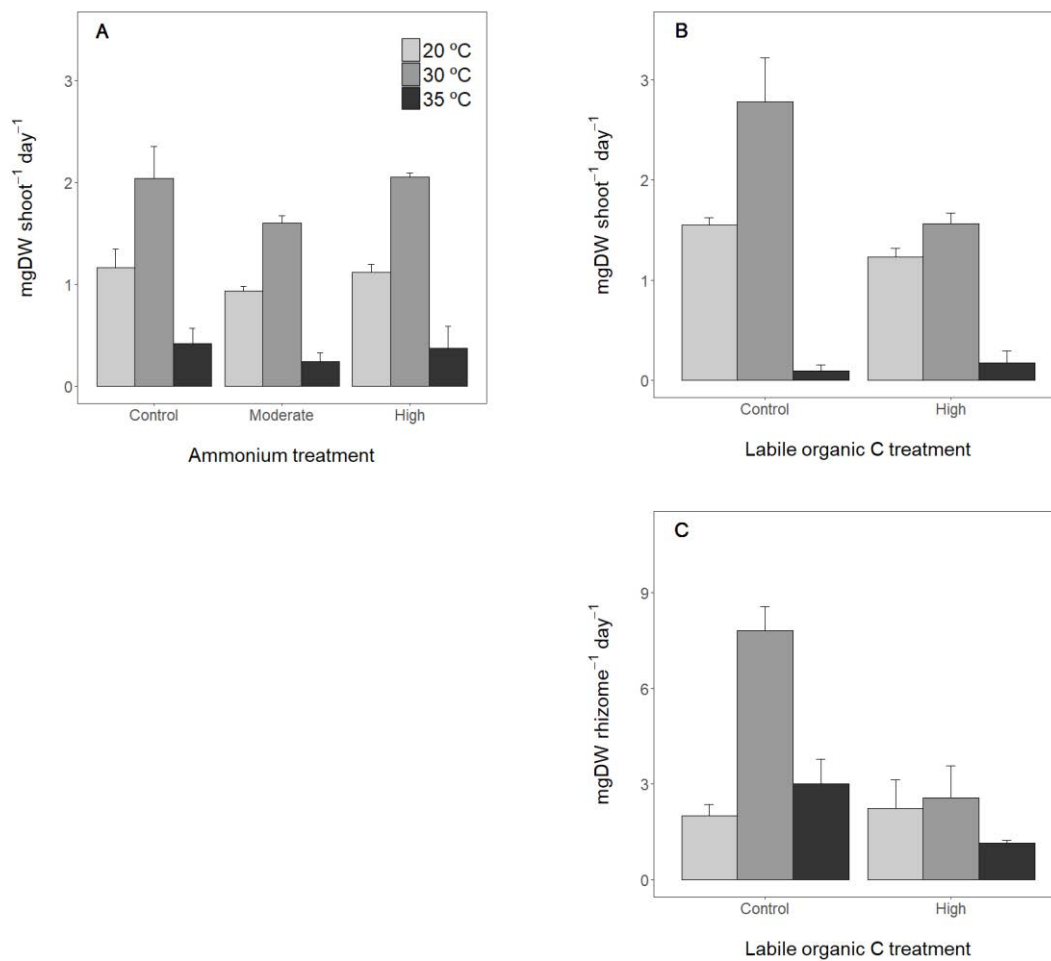 A
20 ºC
30 ºC
35 ºC
3
2
1
0
mgDW shoot⁻¹ day⁻¹
Control Moderate High
Ammonium treatment
B
3
2
1
0
mgDW shoot⁻¹ day⁻¹
Control High
Labile organic C treatment
C
9
6
3
0
mgDW rhizome⁻¹ day⁻¹
Control High
Labile organic C treatment